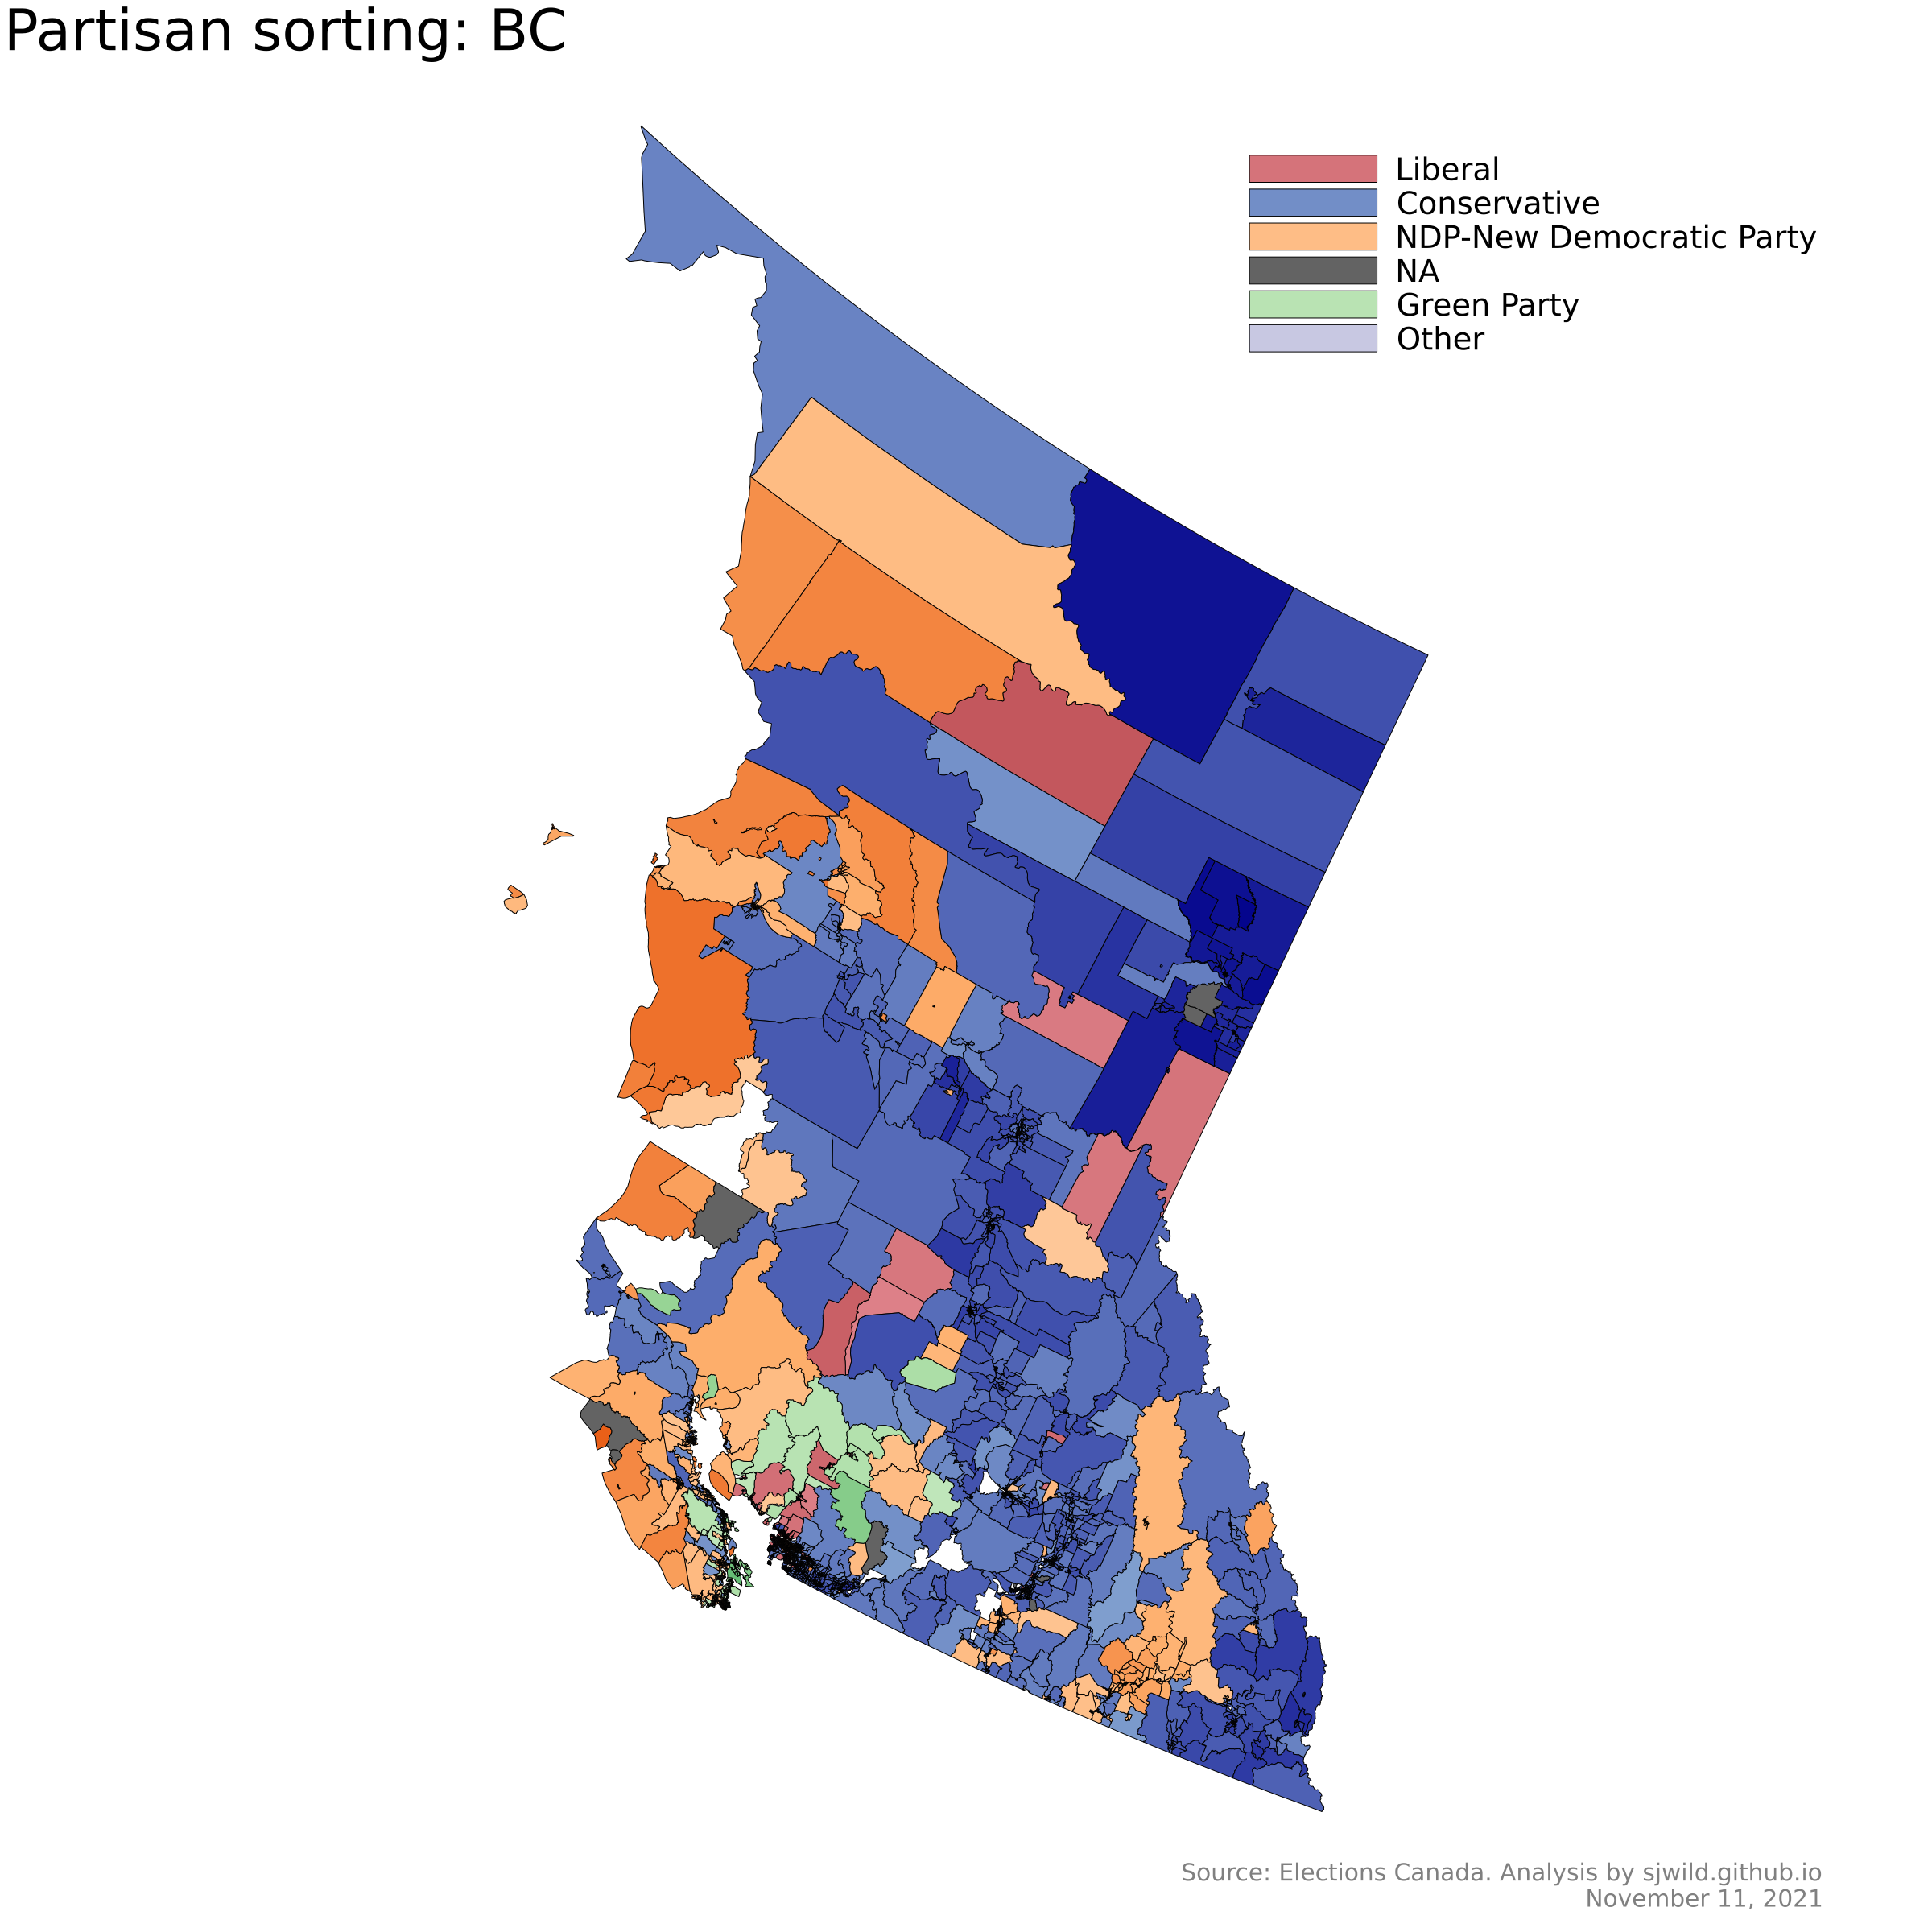 Partisan sorting: BC
Liberal
Conservative
NDP-New Democratic Party
NA
Green Party
Other
Source: Elections Canada. Analysis by sjwild.github.io
November 11, 2021